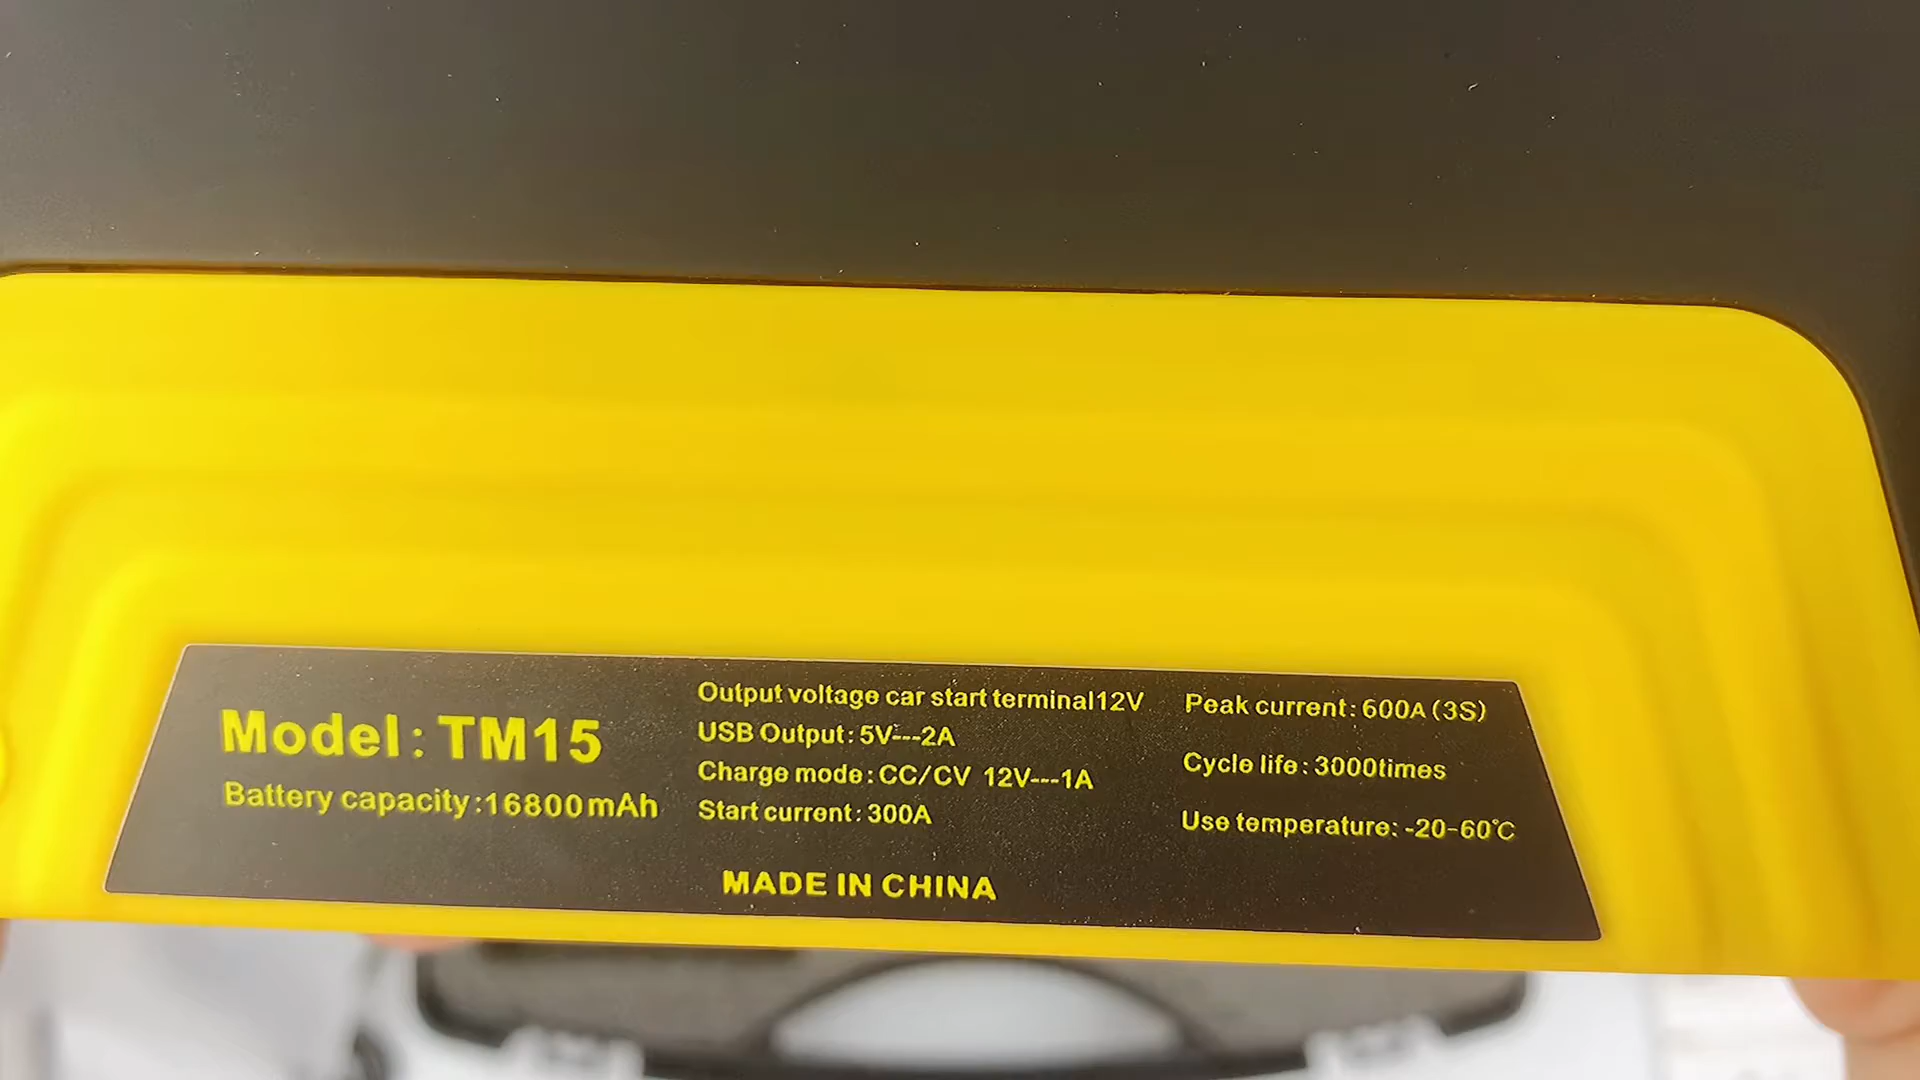 Model: TM15
Battery capacity:16800mAh
Output voltage car start terminal12V
USB Output: 5V---2A
Charge mode: CC/CV 12V---1A
Start current: 300A
Peak current: 600A (3S)
Cycle life: 3000times
Use temperature: -20-60℃
MADE IN CHINA